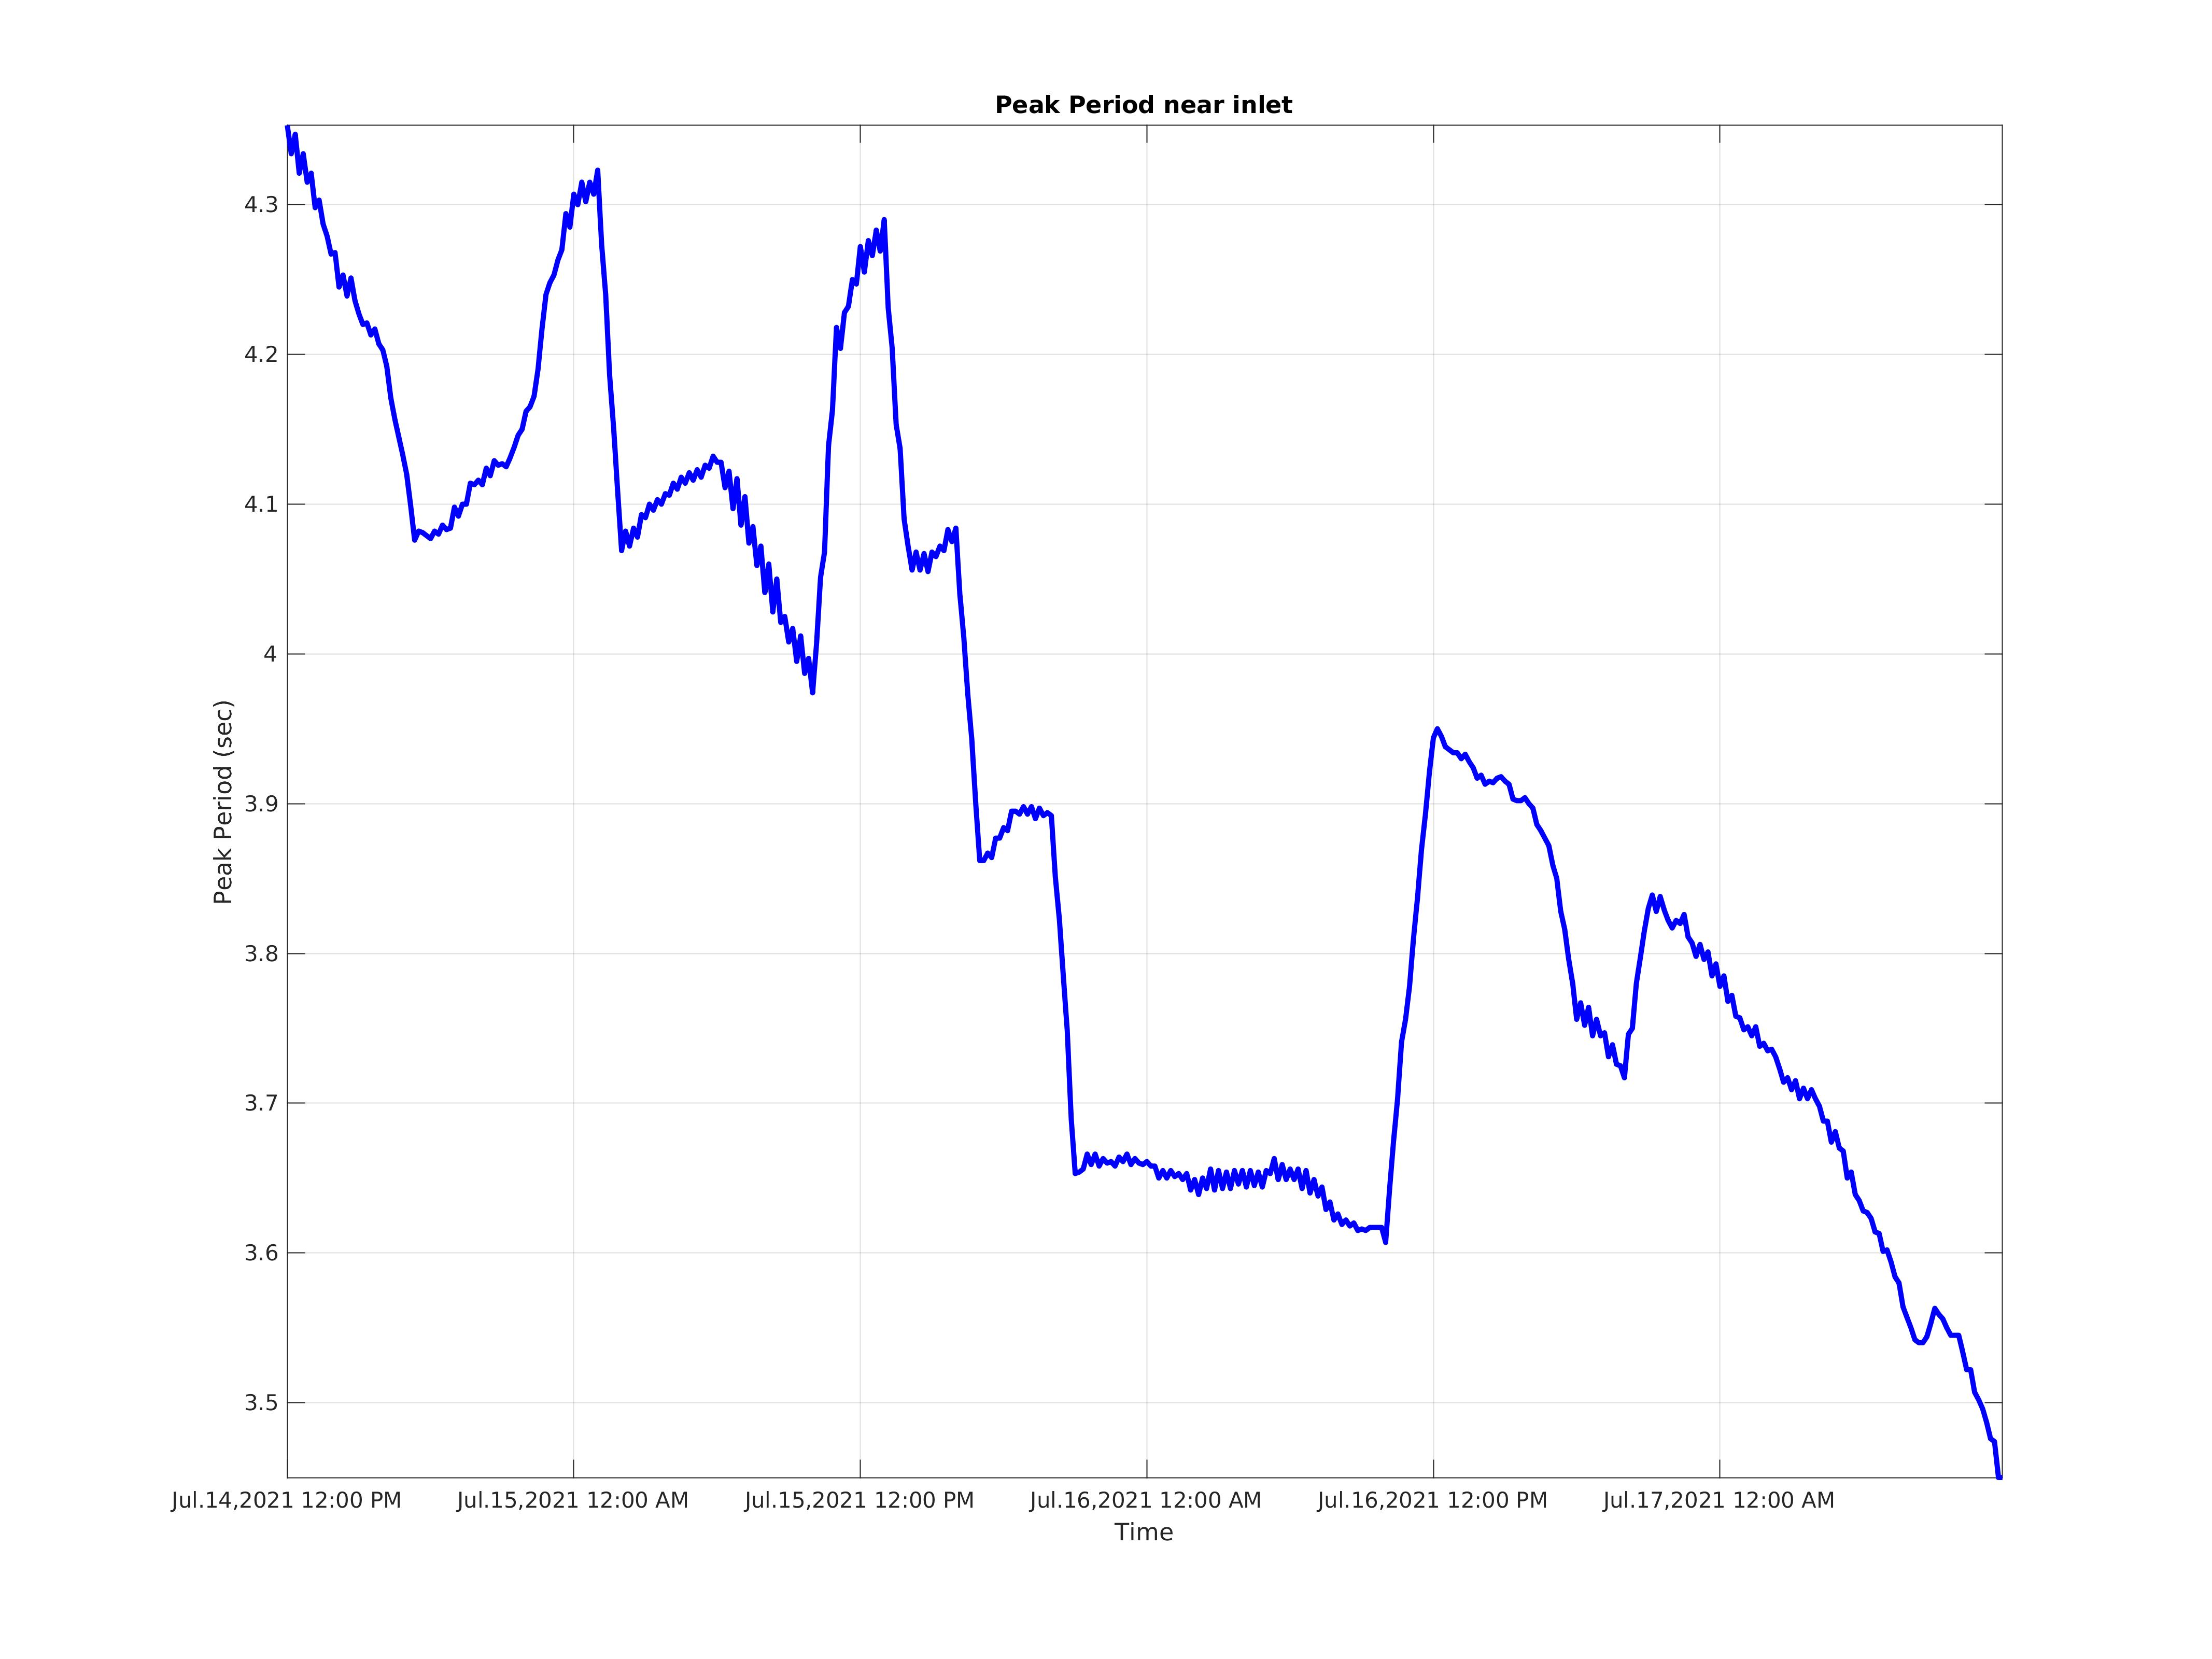 Peak Period near inlet
4.3
4.2
4.1
4
3.9
3.8
3.7
3.6
3.5
Peak Period (sec)
Jul.14,2021 12:00 PM
Jul.15,2021 12:00 AM
Jul.15,2021 12:00 PM
Jul.16,2021 12:00 AM
Jul.16,2021 12:00 PM
Jul.17,2021 12:00 AM
Time